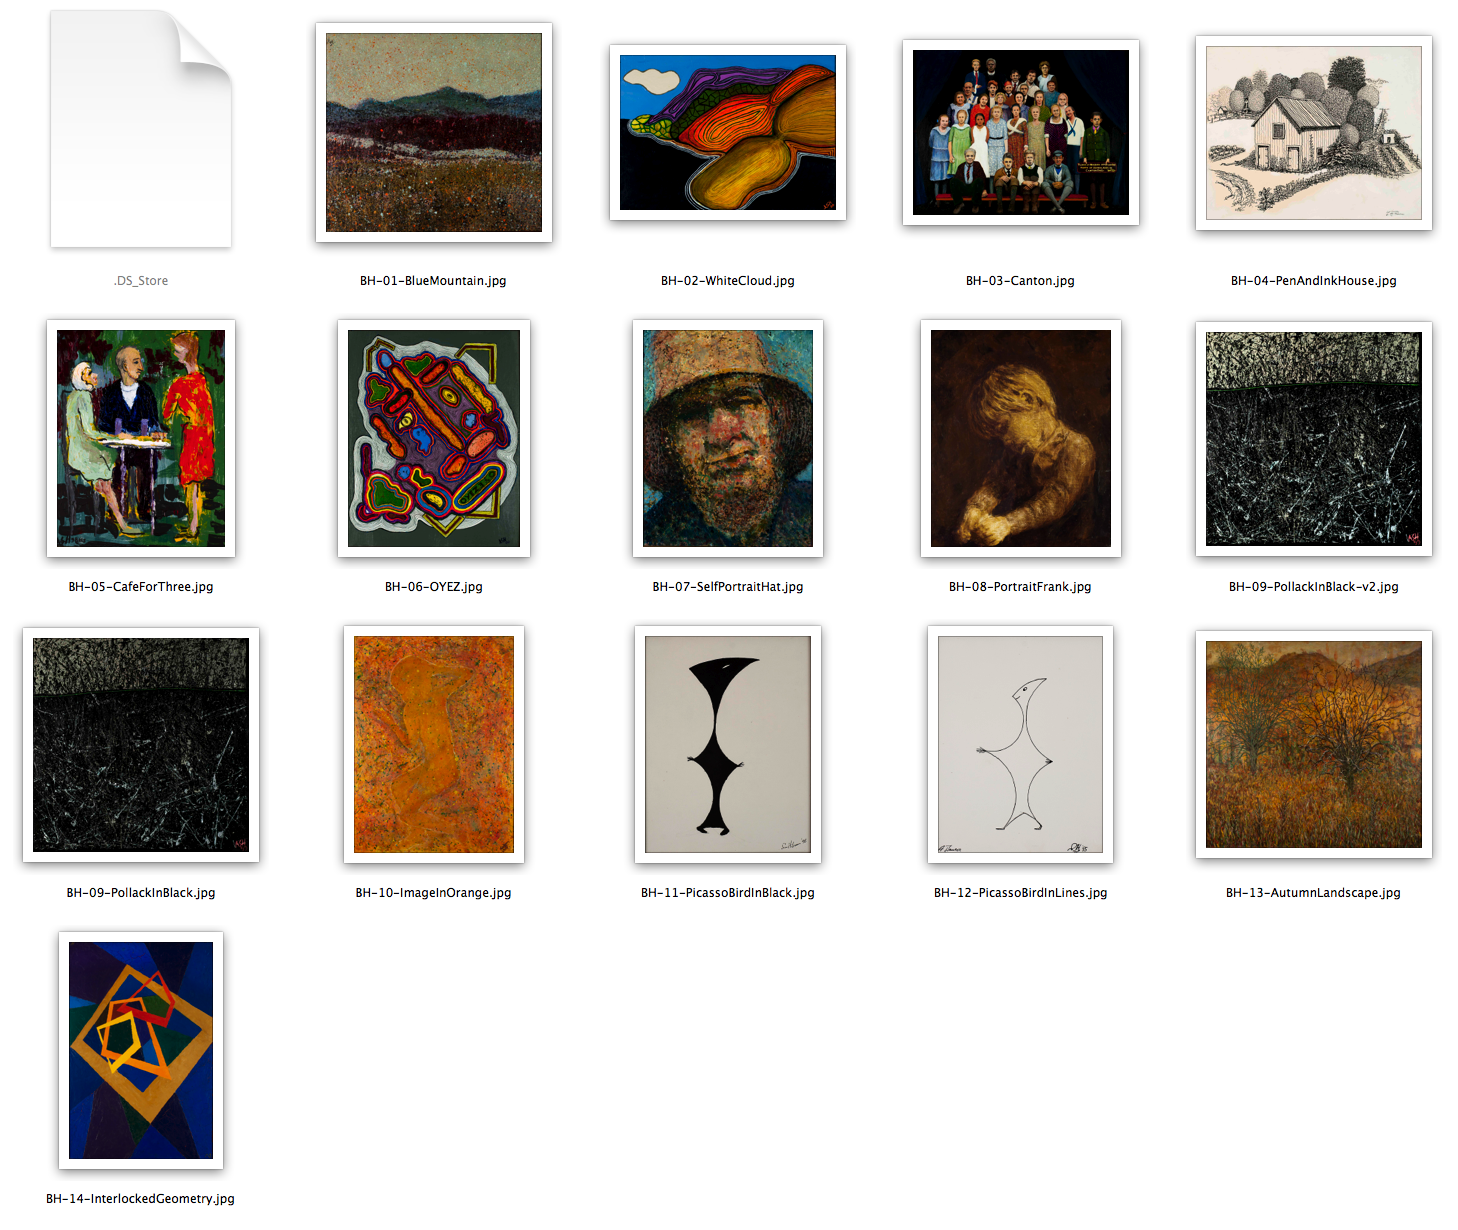 .DS_Store
BH-01-BlueMountain.jpg
BH-02-WhiteCloud.jpg
BH-03-Canton.jpg
BH-04-PenAndInkHouse.jpg
BH-05-CafeForThree.jpg
BH-06-OYEZ.jpg
BH-07-SelfPortraitHat.jpg
BH-08-PortraitFrank.jpg
BH-09-PollackInBlack-v2.jpg
BH-09-PollackInBlack.jpg
BH-10-ImageInOrange.jpg
BH-11-PicassoBirdInBlack.jpg
BH-12-PicassoBirdInLines.jpg
BH-13-AutumnLandscape.jpg
BH-14-InterlockedGeometry.jpg